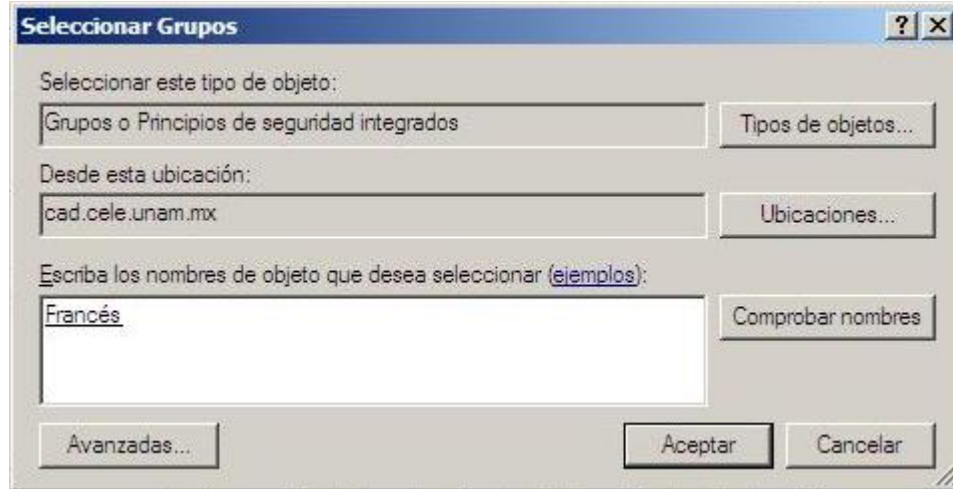 Seleccionar Grupos
Seleccionar este tipo de objeto:
Grupos o Principios de seguridad integrados
Tipos de objetos...
Desde esta ubicación:
cad.cele.unam.mx
Ubicaciones...
Escriba los nombres de objeto que desea seleccionar (ejemplos):
Francés
Comprobar nombres
Avanzadas...
Aceptar
Cancelar